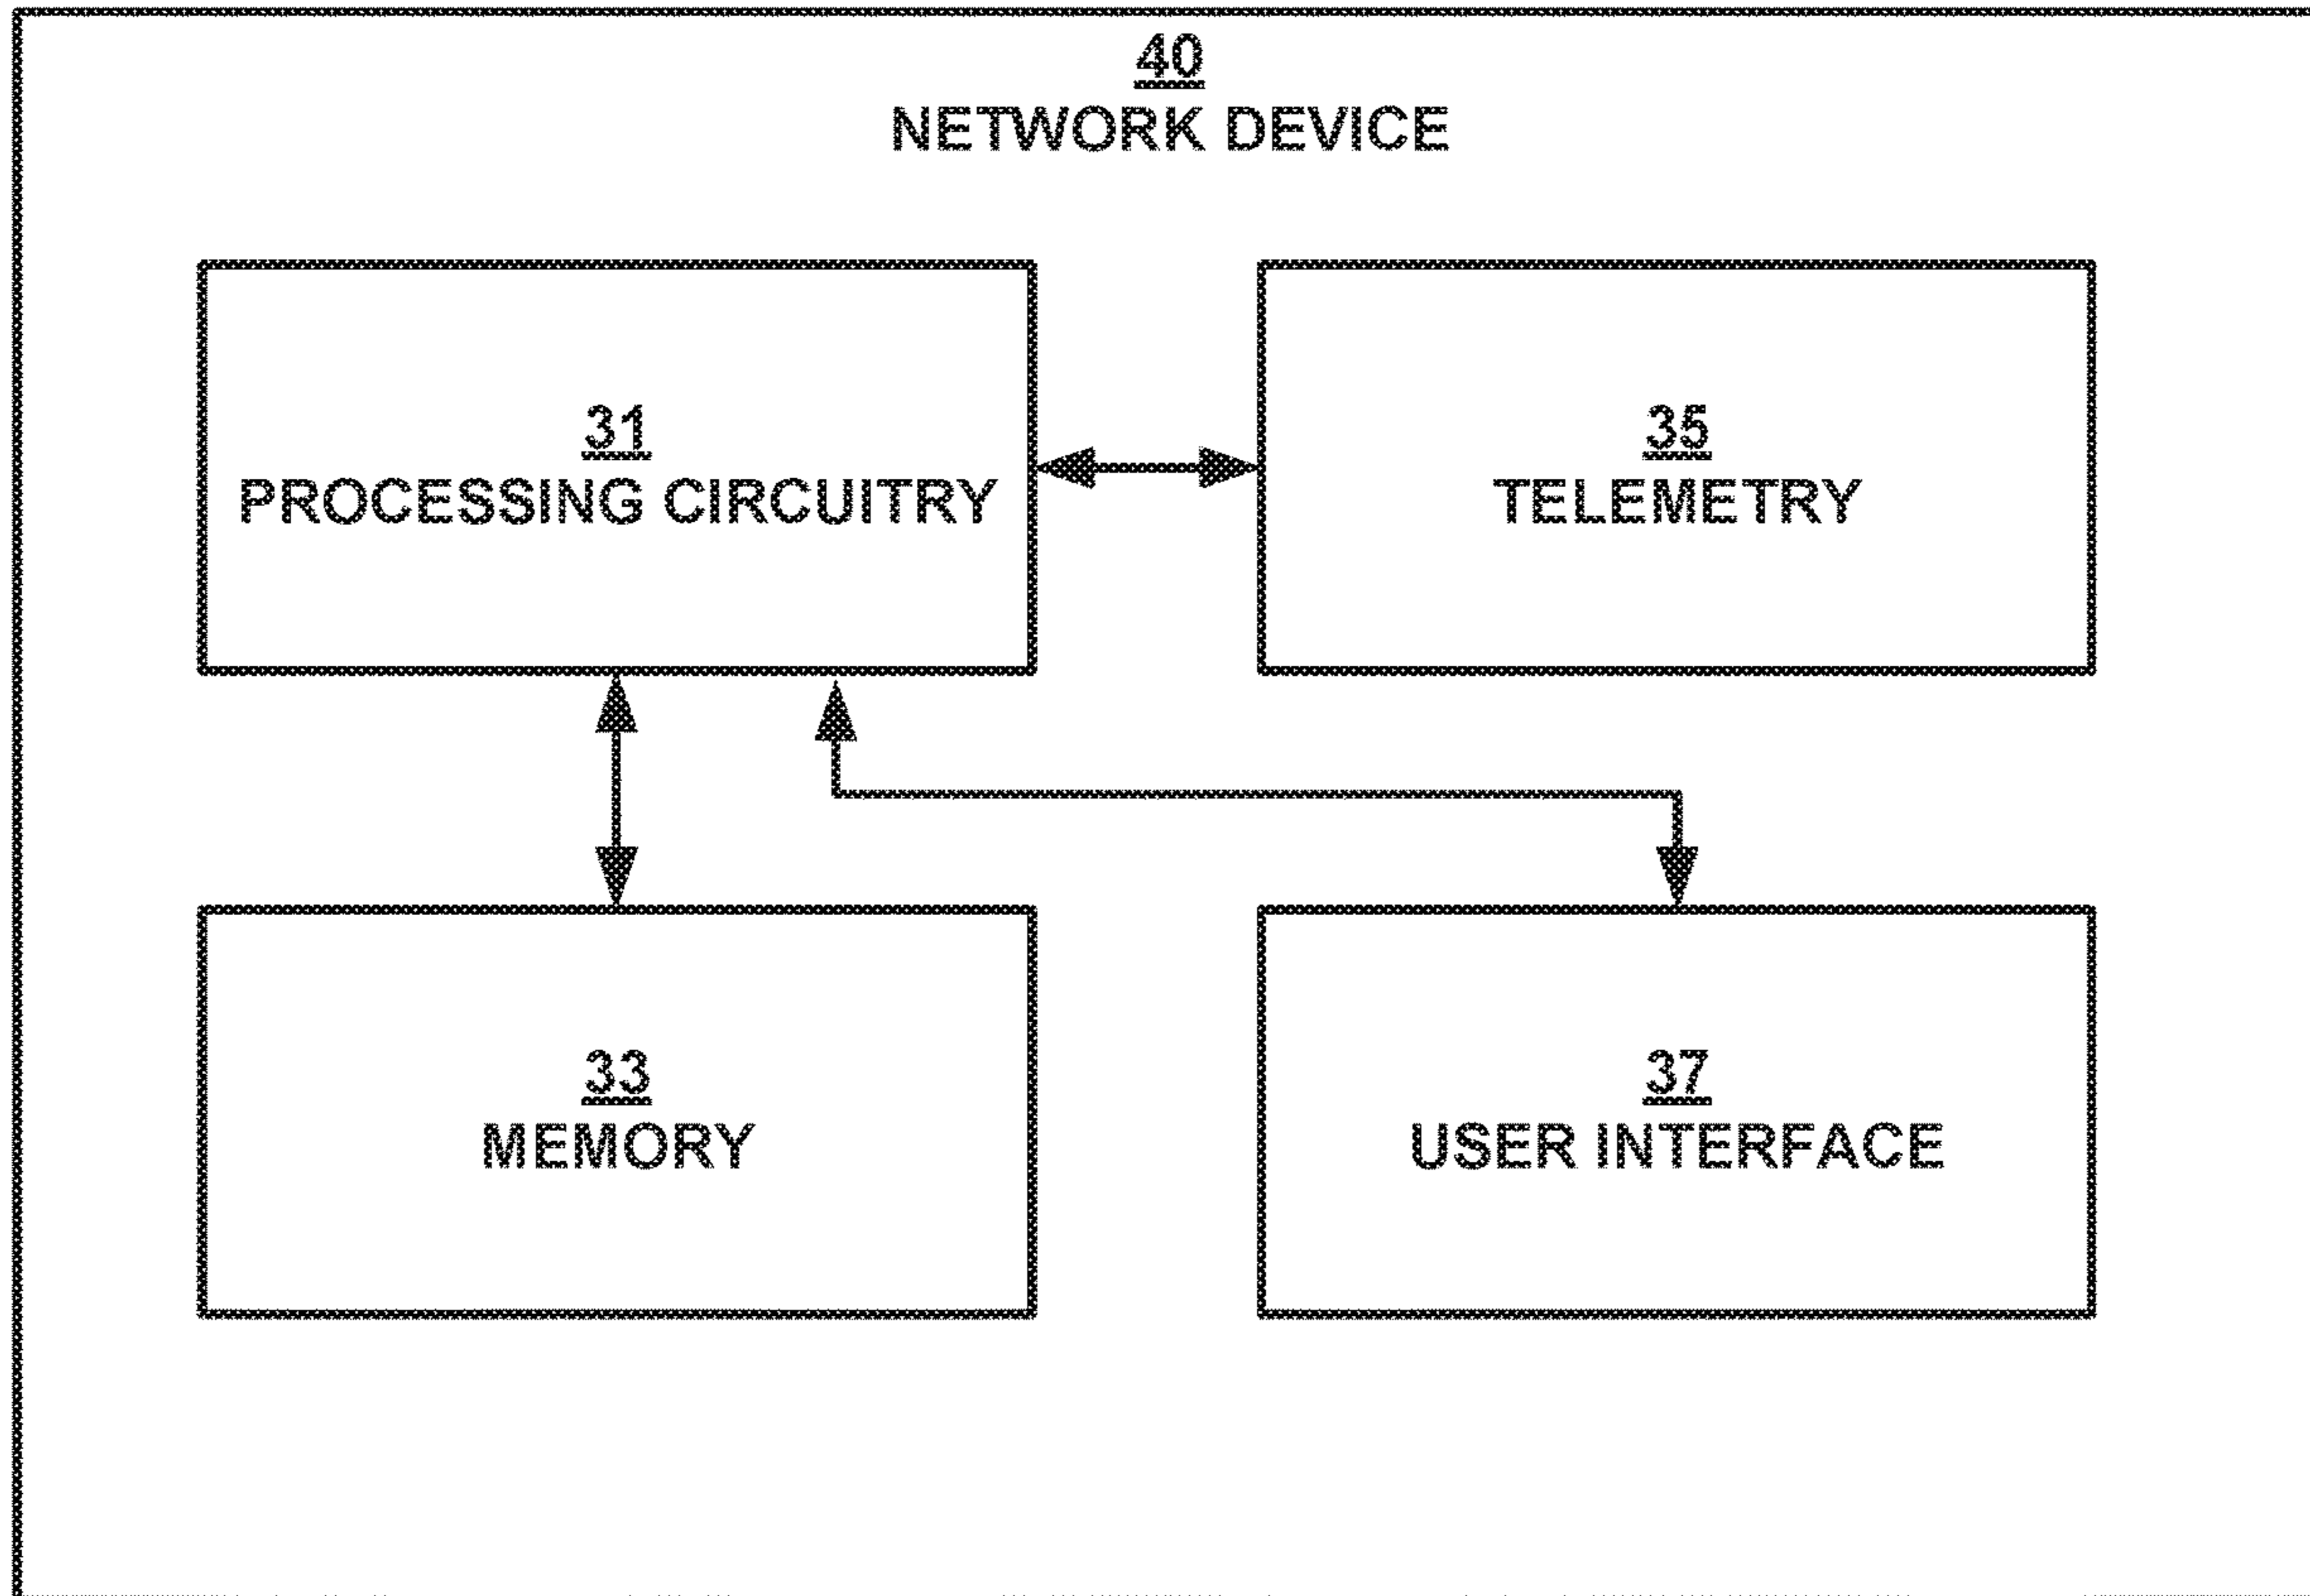 40
NETWORK DEVICE
31
PROCESSING CIRCUITRY
35
TELEMETRY
33
MEMORY
37
USER INTERFACE